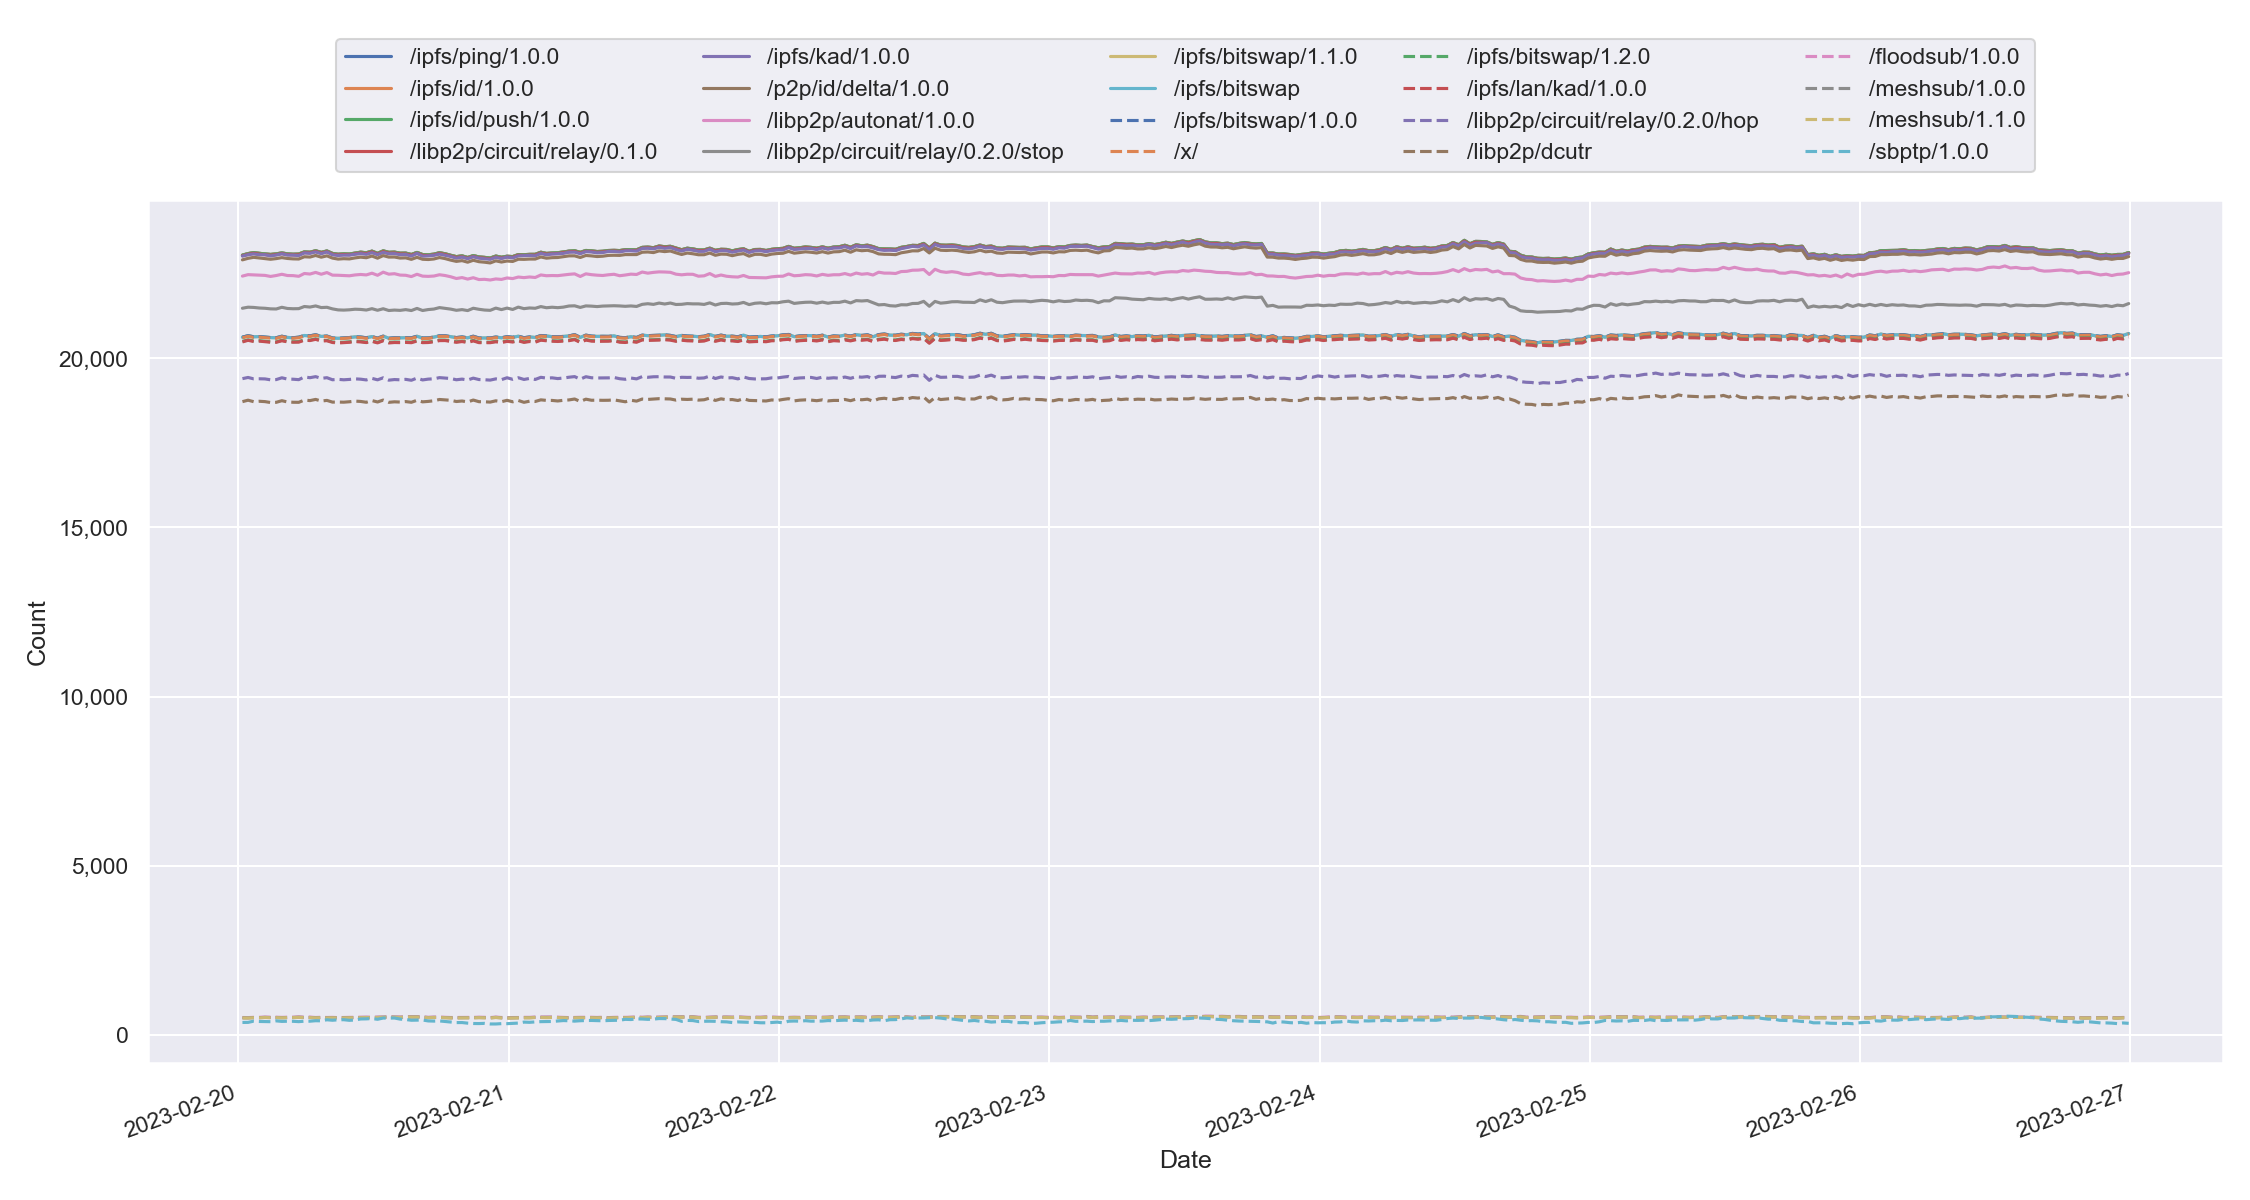 /ipfs/ping/1.0.0
/ipfs/id/1.0.0
/ipfs/id/push/1.0.0
/libp2p/circuit/relay/0.1.0
/ipfs/kad/1.0.0
/p2p/id/delta/1.0.0
/libp2p/autonat/1.0.0
/libp2p/circuit/relay/0.2.0/stop
/ipfs/bitswap/1.1.0
/ipfs/bitswap
/ipfs/bitswap/1.0.0
/x/
/ipfs/bitswap/1.2.0
/ipfs/lan/kad/1.0.0
/libp2p/circuit/relay/0.2.0/hop
/libp2p/dcutr
/floodsub/1.0.0
/meshsub/1.0.0
/meshsub/1.1.0
/sbptp/1.0.0
20,000
15,000
10,000
5,000
0
Count
2023-02-20
2023-02-21
2023-02-22
2023-02-23
2023-02-24
2023-02-25
2023-02-26
2023-02-27
Date